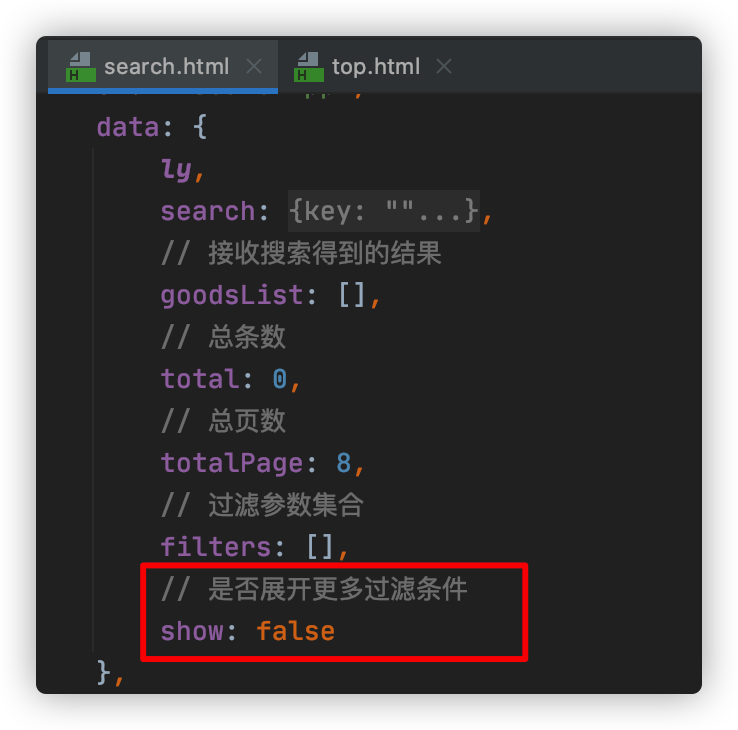 search.html top.html
data: {
ly,
search: {key: ""...},
// 接收搜索得到的结果
goodsList: [],
// 总条数
total: 0,
// 总页数
totalPage: 8,
// 过滤参数集合
filters: [],
// 是否展开更多过滤条件
show: false
},